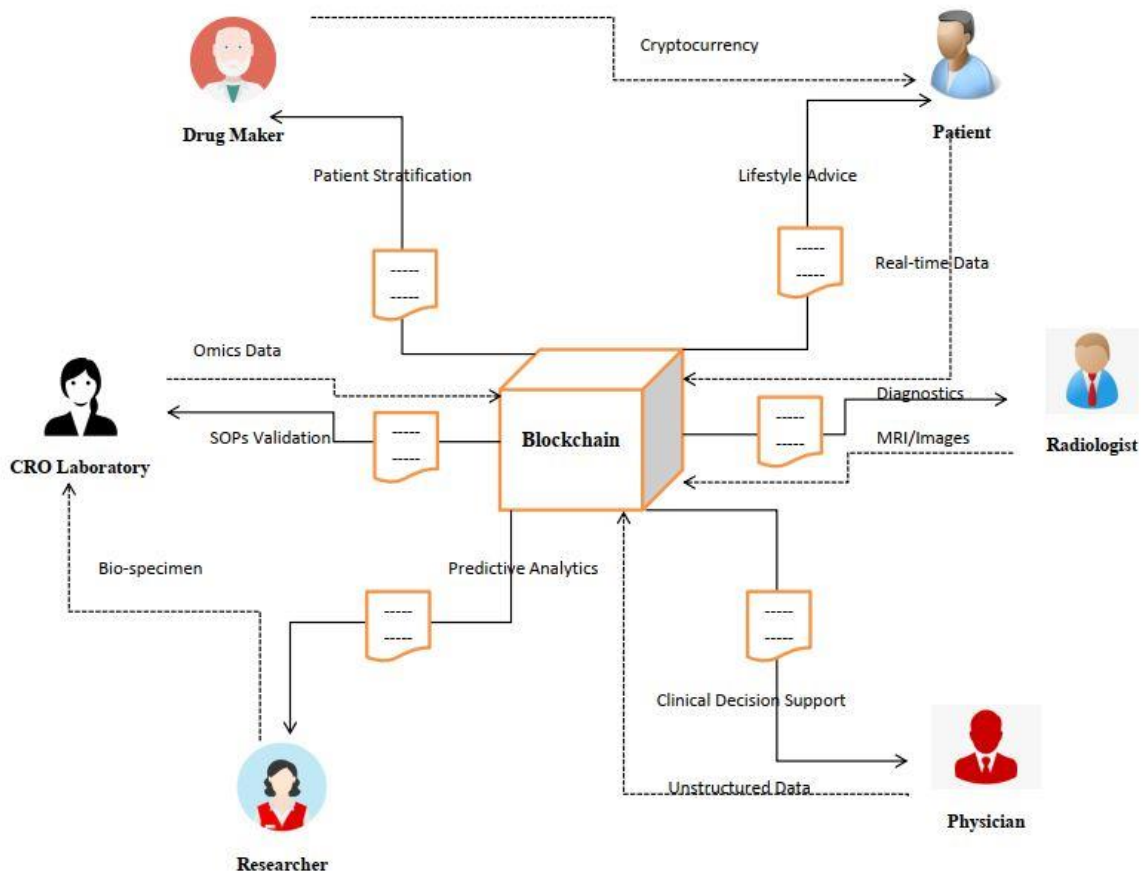 Cryptocurrency
Drug Maker
Patient
Patient Stratification
Lifestyle Advice
-----
-----
-----
-----
Real-time Data
Omics Data
Diagnostics
-----
-----
-----
-----
SOPs Validation
Blockchain
MRI/Images
Radiologist
CRO Laboratory
Bio-specimen
Predictive Analytics
-----
-----
-----
-----
Clinical Decision Support
Unstructured Data
Physician
Researcher